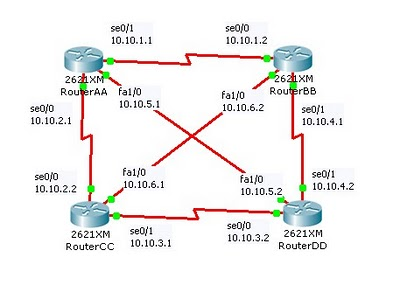 se0/1
10.10.1.1
se0/1
10.10.1.2
2621XM
RouterAA
2621XM
RouterBB
fa1/0
10.10.5.1
fa1/0
10.10.6.2
se0/0
10.10.2.1
se0/1
10.10.4.1
se0/0
10.10.2.2
fa1/0
10.10.6.1
fa1/0
10.10.5.2
se0/1
10.10.4.2
2621XM
RouterCC
se0/1
10.10.3.1
se0/0
10.10.3.2
2621XM
RouterDD